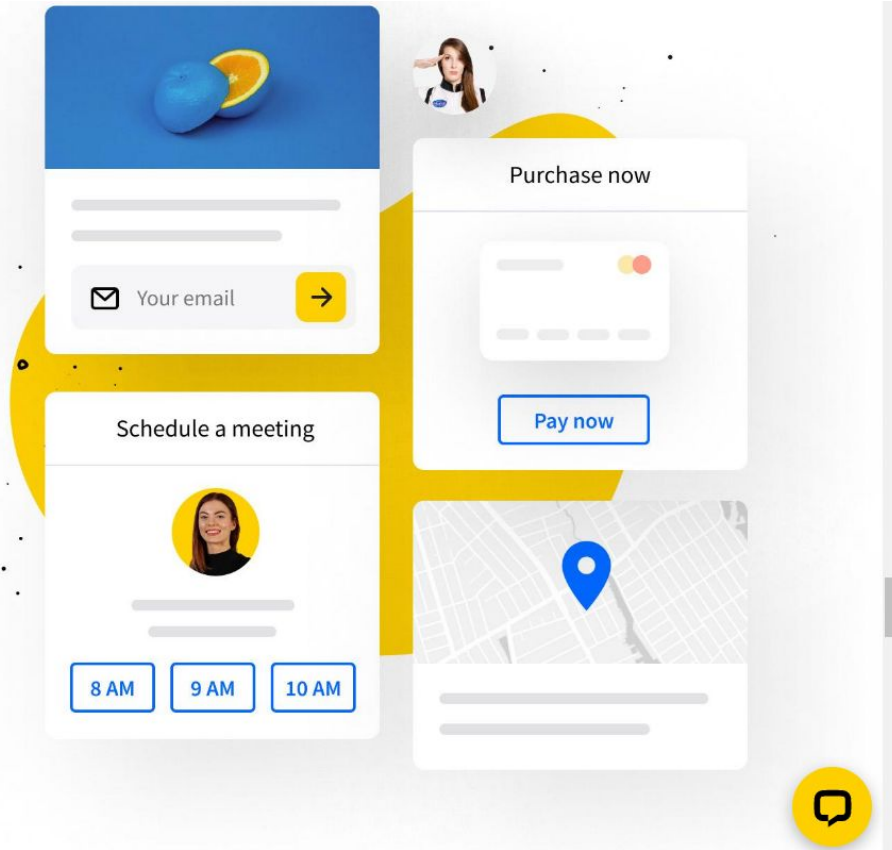 Your email
Purchase now
Pay now
Schedule a meeting
8 AM
9 AM
10 AM